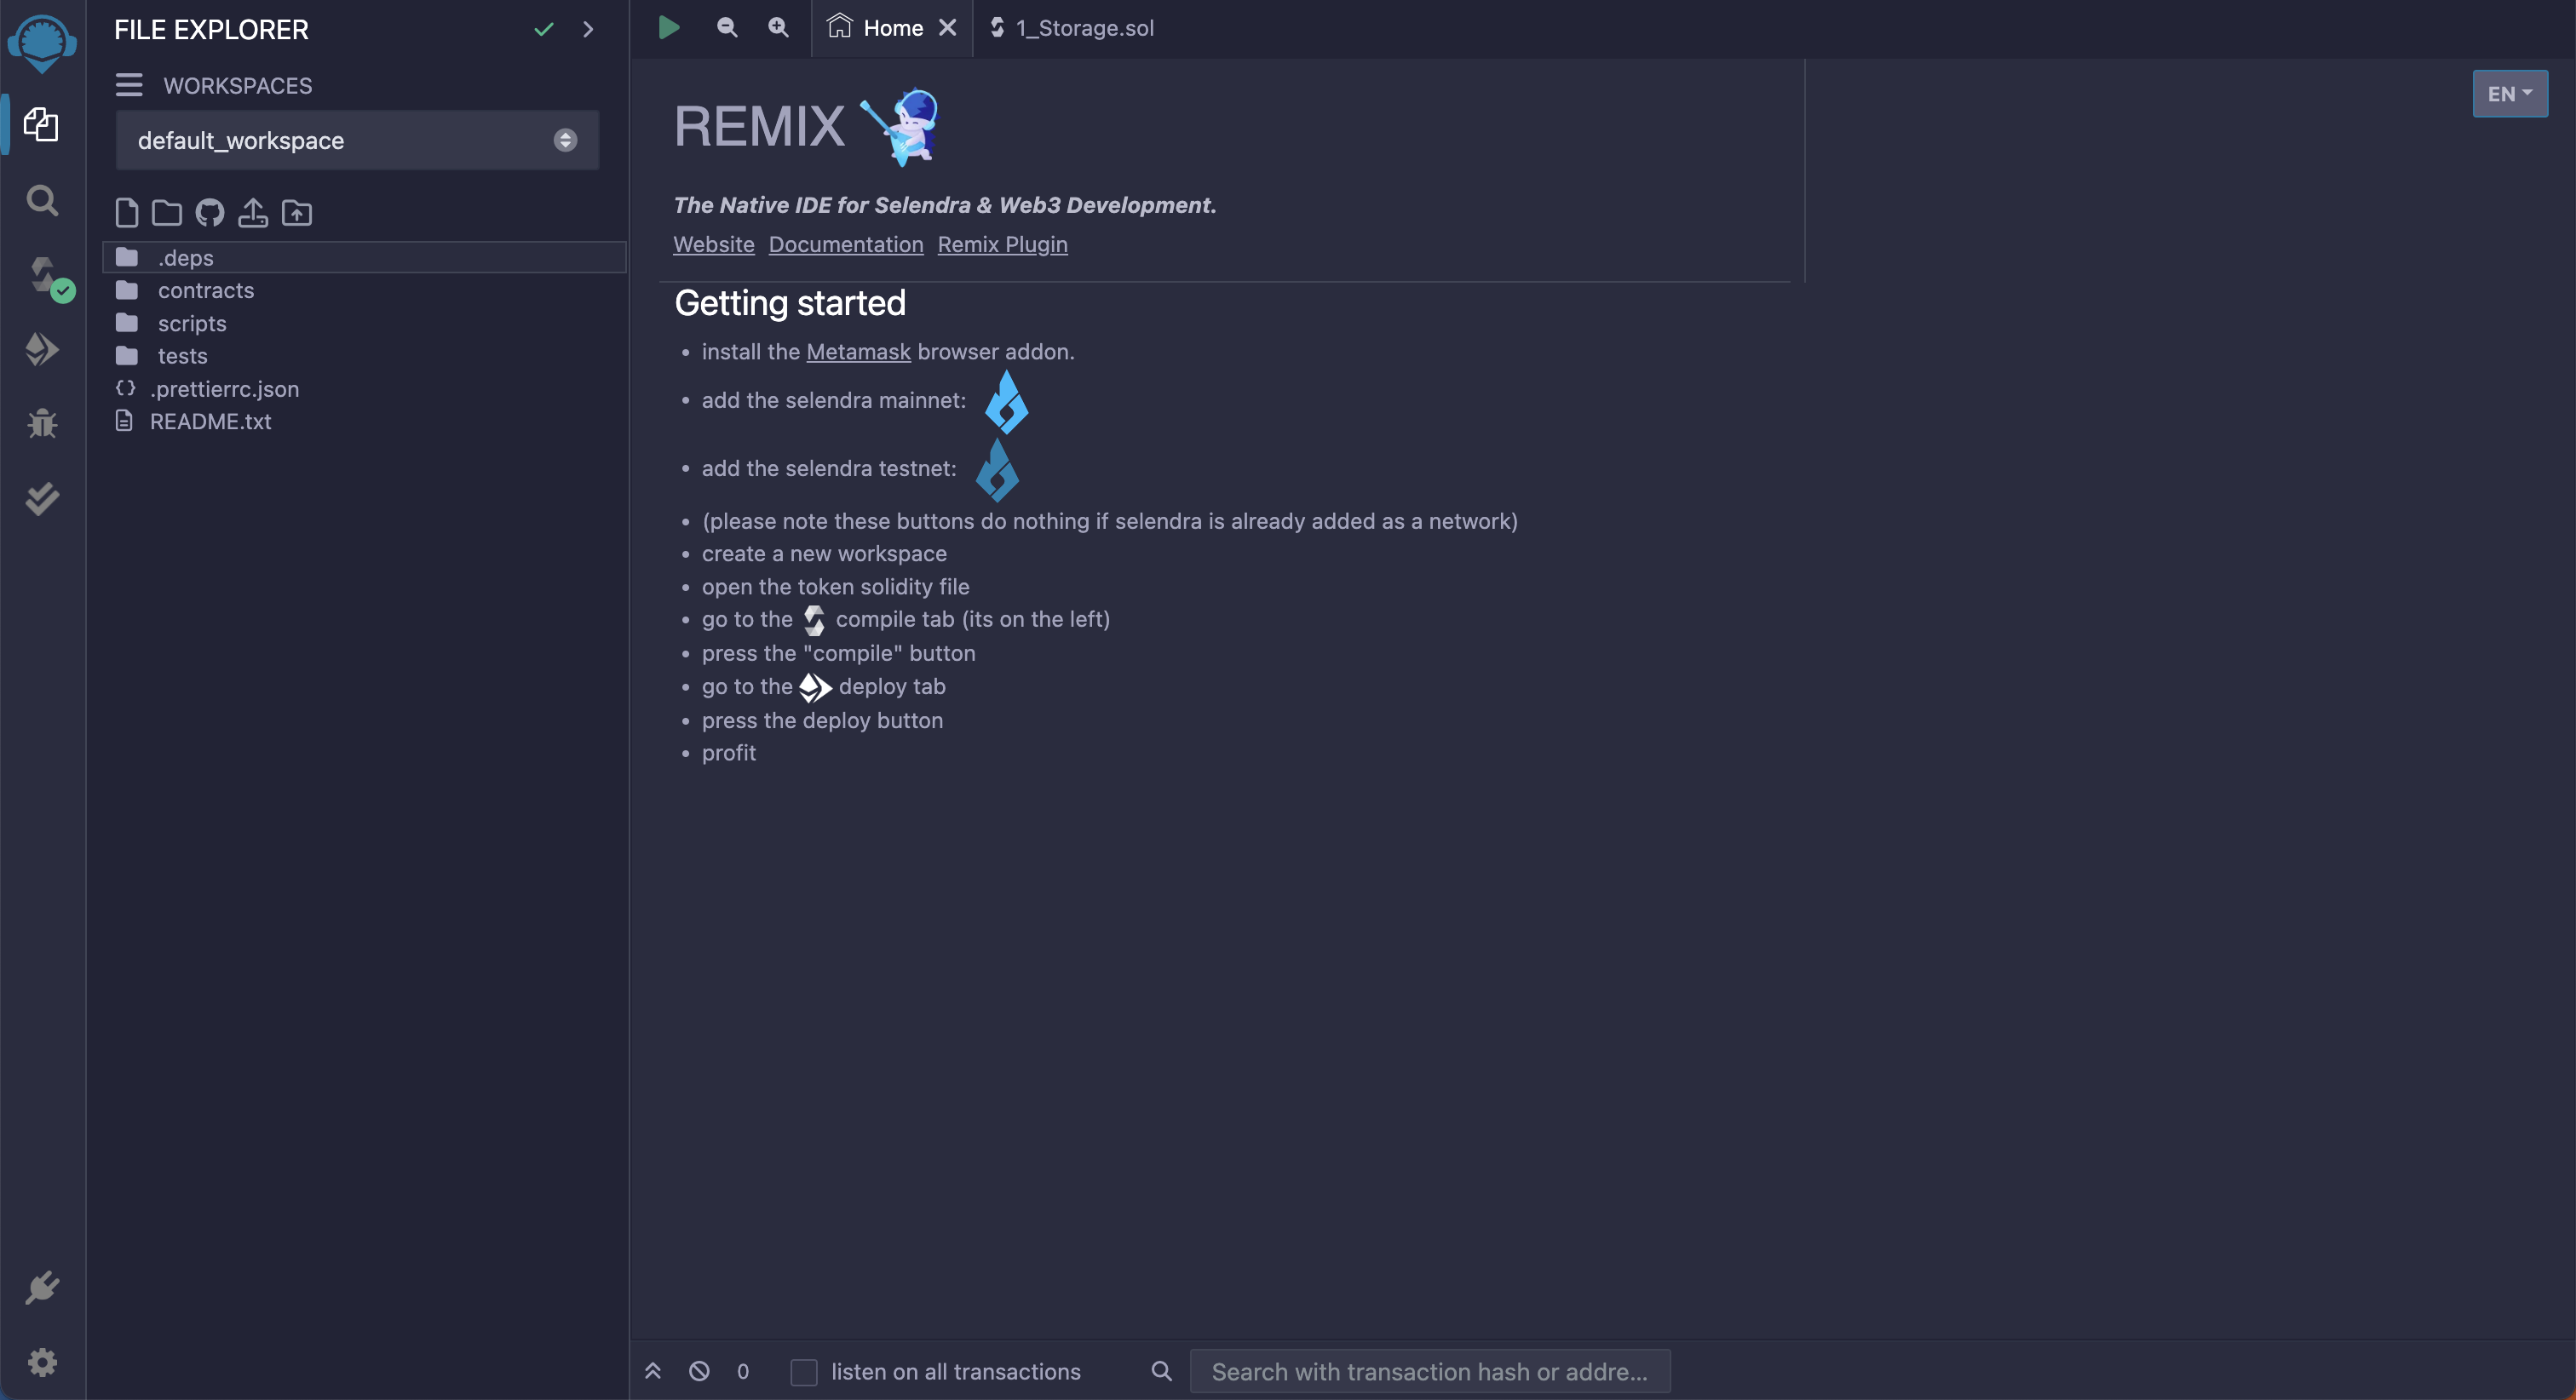 FILE EXPLORER
WORKSPACES
default_workspace
.deps
contracts
scripts
tests
.prettierrc.json
README.txt
Home
1_Storage.sol
EN
REMIX
The Native IDE for Selendra & Web3 Development.
Website Documentation Remix Plugin
Getting started
install the Metamask browser addon.
add the selendra mainnet:
add the selendra testnet:
(please note these buttons do nothing if selendra is already added as a network)
create a new workspace
open the token solidity file
go to the compile tab (its on the left)
press the "compile" button
go to the deploy tab
press the deploy button
profit
0 listen on all transactions Search with transaction hash or addre...